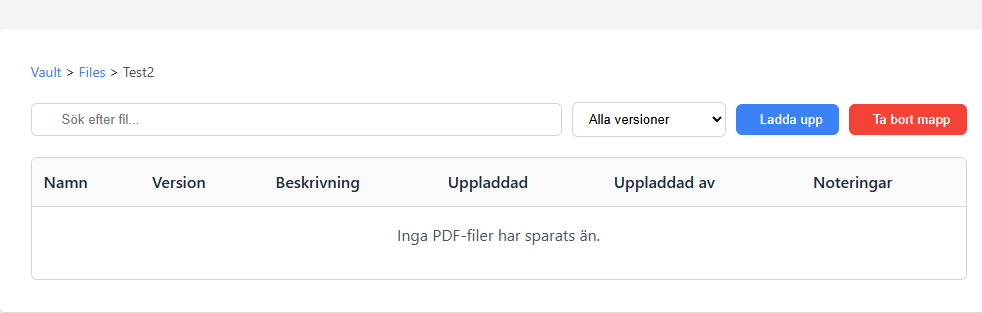 Vault > Files > Test2
Sök efter fil... Alla versioner Ladda upp Ta bort mapp
Namn Version Beskrivning Uppladdad Uppladdad av Noteringar
Inga PDF-filer har sparats än.